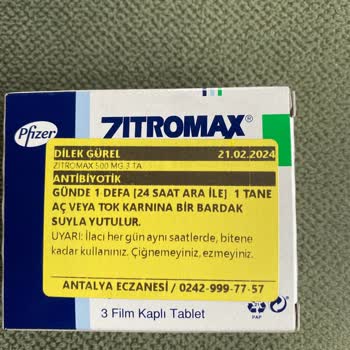 Pfizer
ZITROMAX®
DİLEK GÜREL 21.02.2024
ZITROMAX 500 MG 3 TA
ANTİBİYOTİK
GÜNDE 1 DEFA [24 SAAT ARA İLE] 1 TANE
AÇ VEYA TOK KARNINA BİR BARDAK
SUYLA YUTULUR.
UYARI: İlacı her gün aynı saatlerde, bitene
kadar kullanınız. Çiğnemeyiniz, ezmeyiniz.
ANTALYA ECZANESİ / 0242-999-77-57
3 Film Kaplı Tablet
PAP